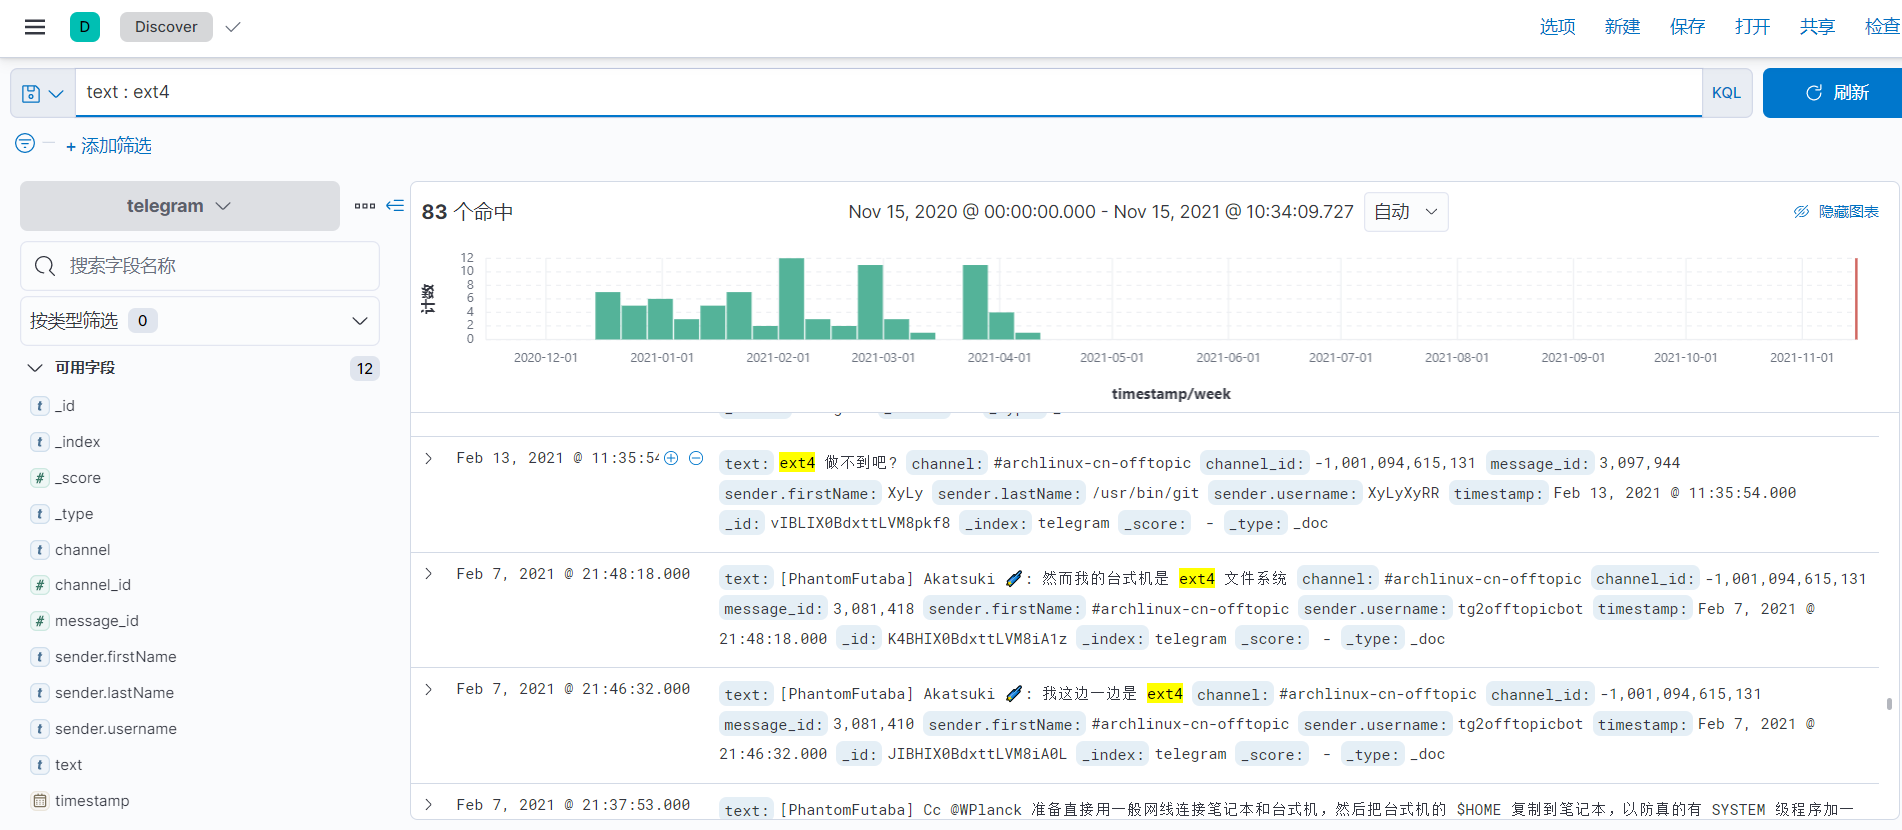 D Discover 选项 新建 保存 打开 共享 检查
text : ext4 KQL 刷新
+ 添加筛选
telegram
搜索字段名称
按类型筛选 0
可用字段 12
t _id
t _index
# _score
t _type
t channel
# channel_id
# message_id
t sender.firstName
t sender.lastName
t sender.username
t text
timestamp
83 个命中 Nov 15, 2020 @ 00:00:00.000 - Nov 15, 2021 @ 10:34:09.727 自动 隐藏图表
计数
12
10
8
6
4
2
0
2020-12-01 2021-01-01 2021-02-01 2021-03-01 2021-04-01 2021-05-01 2021-06-01 2021-07-01 2021-08-01 2021-09-01 2021-10-01 2021-11-01
timestamp/week
Feb 13, 2021 @ 11:35:54
text: ext4 做不到吧? channel: #archlinux-cn-offtopic channel_id: -1,001,094,615,131 message_id: 3,097,944
sender.firstName: XyLy sender.lastName: /usr/bin/git sender.username: XyLyXyRR timestamp: Feb 13, 2021 @ 11:35:54.000
_id: vIBLIX0BdxttLVM8pkf8 _index: telegram _score: - _type: _doc
Feb 7, 2021 @ 21:48:18.000
text: [PhantomFutaba] Akatsuki : 然而我的台式机是 ext4 文件系统 channel: #archlinux-cn-offtopic channel_id: -1,001,094,615,131
message_id: 3,081,418 sender.firstName: #archlinux-cn-offtopic sender.username: tg2offtopicbot timestamp: Feb 7, 2021 @
21:48:18.000 _id: K4BHIX0BdxttLVM8iA1z _index: telegram _score: - _type: _doc
Feb 7, 2021 @ 21:46:32.000
text: [PhantomFutaba] Akatsuki : 我这边一边是 ext4 channel: #archlinux-cn-offtopic channel_id: -1,001,094,615,131
message_id: 3,081,410 sender.firstName: #archlinux-cn-offtopic sender.username: tg2offtopicbot timestamp: Feb 7, 2021 @
21:46:32.000 _id: JIBHIX0BdxttLVM8iA0L _index: telegram _score: - _type: _doc
Feb 7, 2021 @ 21:37:53.000
text: [PhantomFutaba] Cc @WPlanck 准备直接用一般网线连接笔记本和台式机，然后把台式机的 $HOME 复制到笔记本，以防真的有 SYSTEM 级程序加一